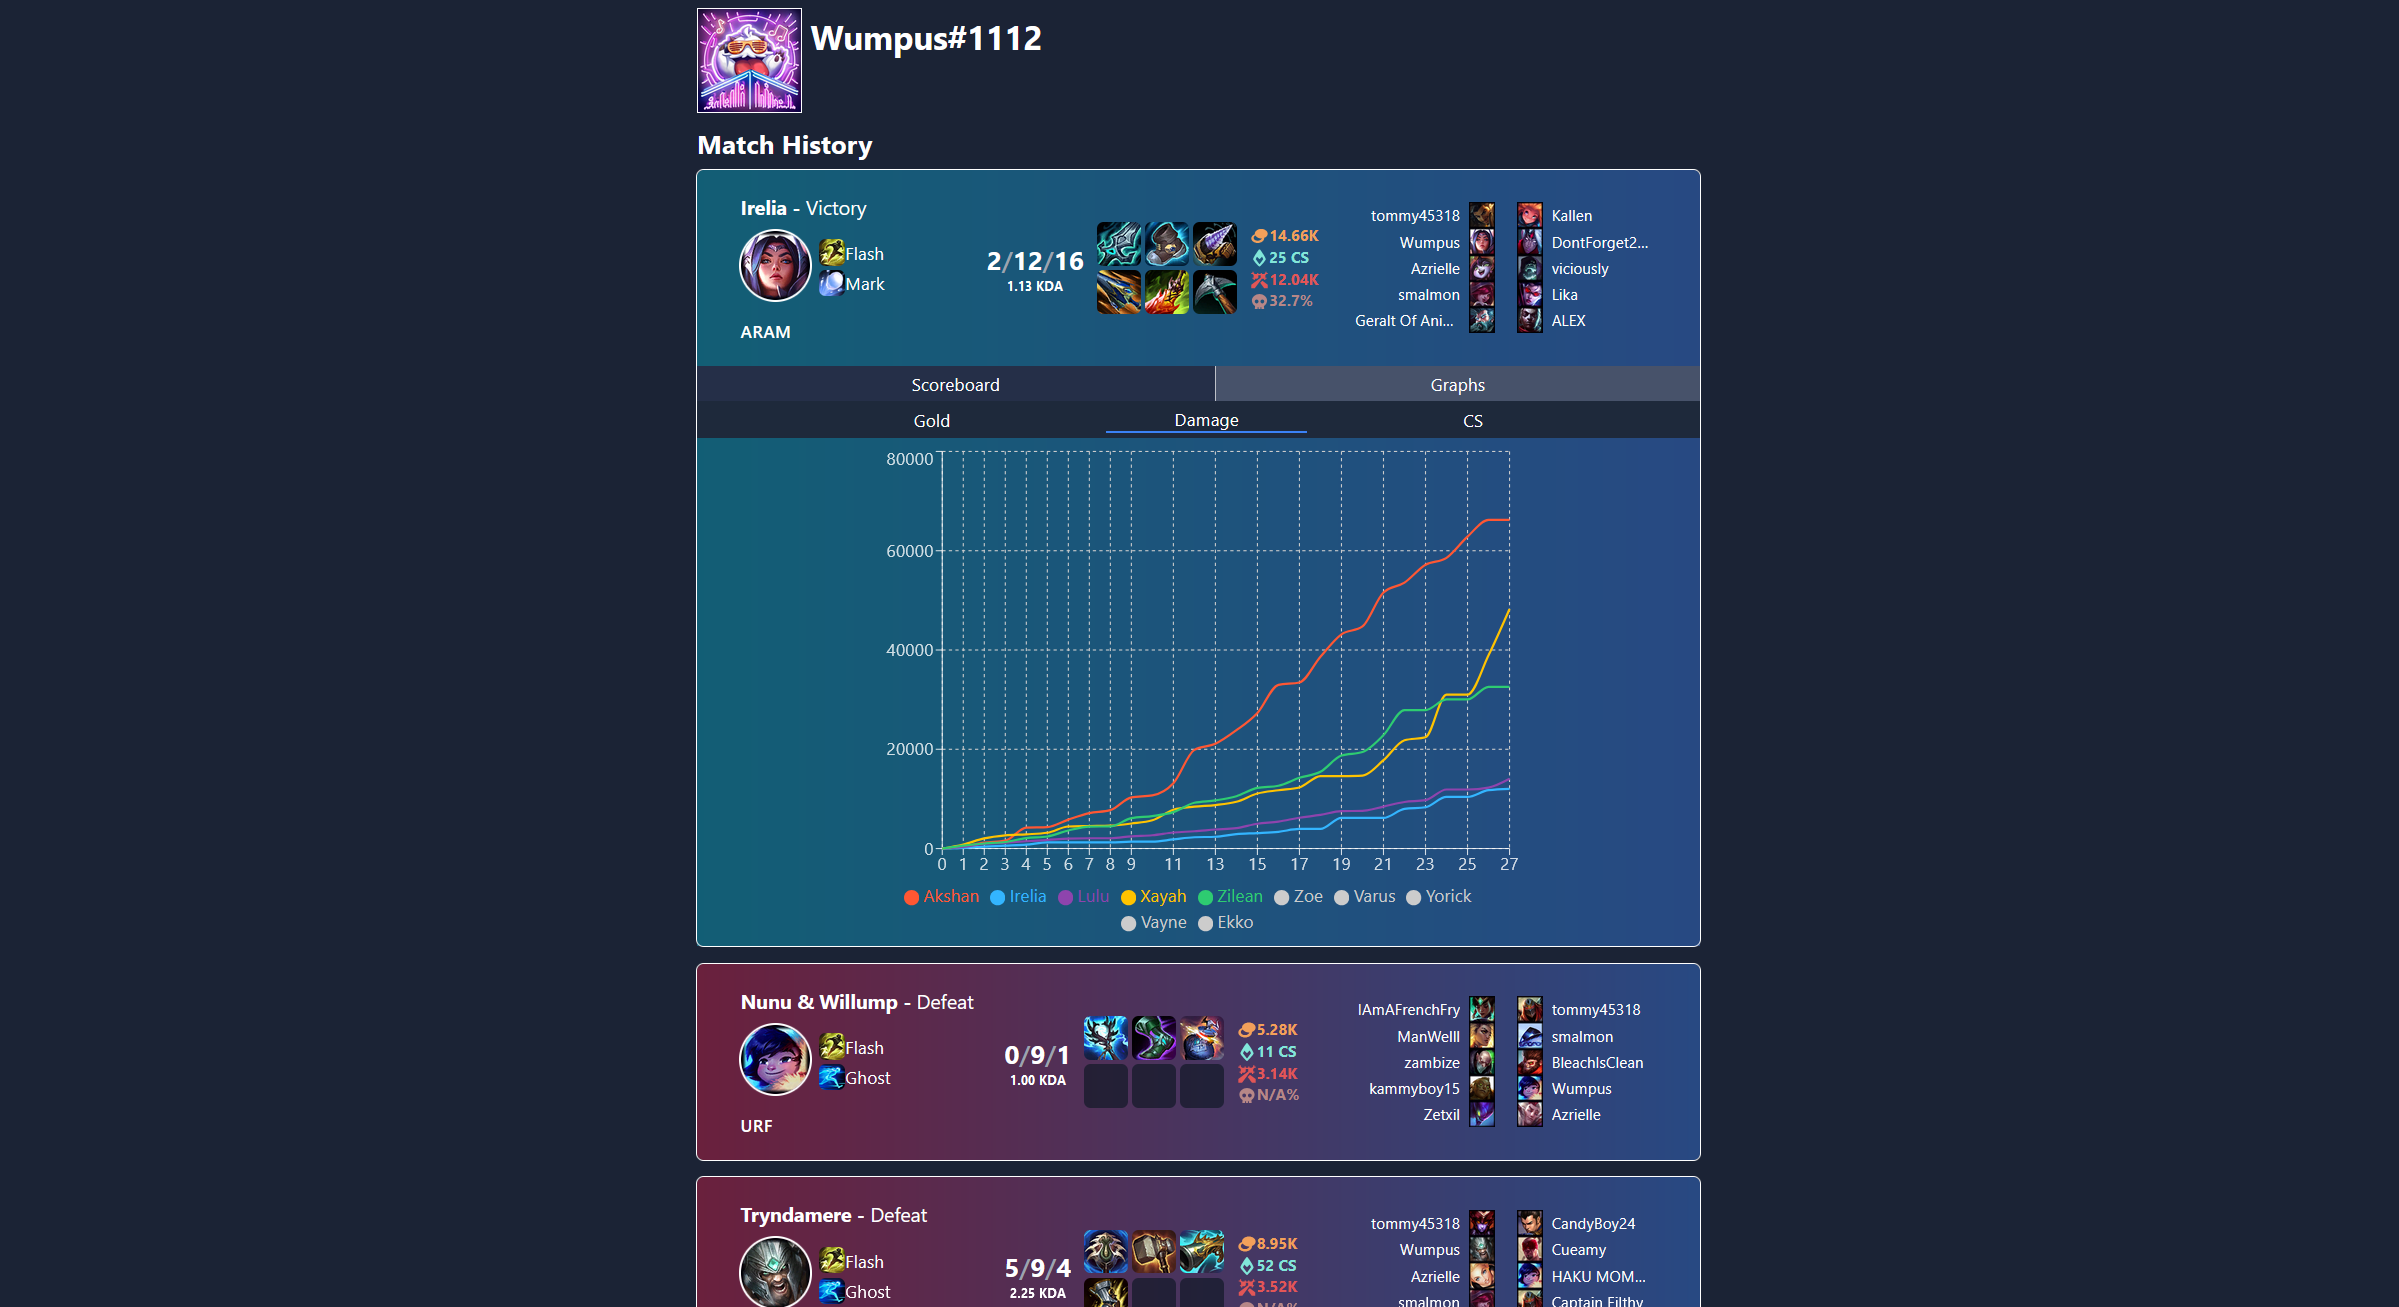 Wumpus#1112
Match History
Irelia - Victory
Flash
Mark
ARAM
2/12/16
1.13 KDA
14.66K
25 CS
12.04K
32.7%
tommy45318
Wumpus
Azrielle
smalmon
Geralt Of Ani...
Kallen
DontForget2...
viciously
Lika
ALEX
Scoreboard Graphs
Gold Damage CS
80000
60000
40000
20000
0
0 1 2 3 4 5 6 7 8 9 11 13 15 17 19 21 23 25 27
Akshan Irelia Lulu Xayah Zilean Zoe Varus Yorick
Vayne Ekko
Nunu & Willump - Defeat
Flash
Ghost
URF
0/9/1
1.00 KDA
5.28K
11 CS
3.14K
N/A%
IAmAFrenchFry
ManWelll
zambize
kammyboy15
Zetxil
tommy45318
smalmon
BleachIsClean
Wumpus
Azrielle
Tryndamere - Defeat
Flash
Ghost
5/9/4
2.25 KDA
8.95K
52 CS
3.52K
N/A%
tommy45318
Wumpus
Azrielle
smalmon
CandyBoy24
Cueamy
HAKU MOM...
Captain Filthy